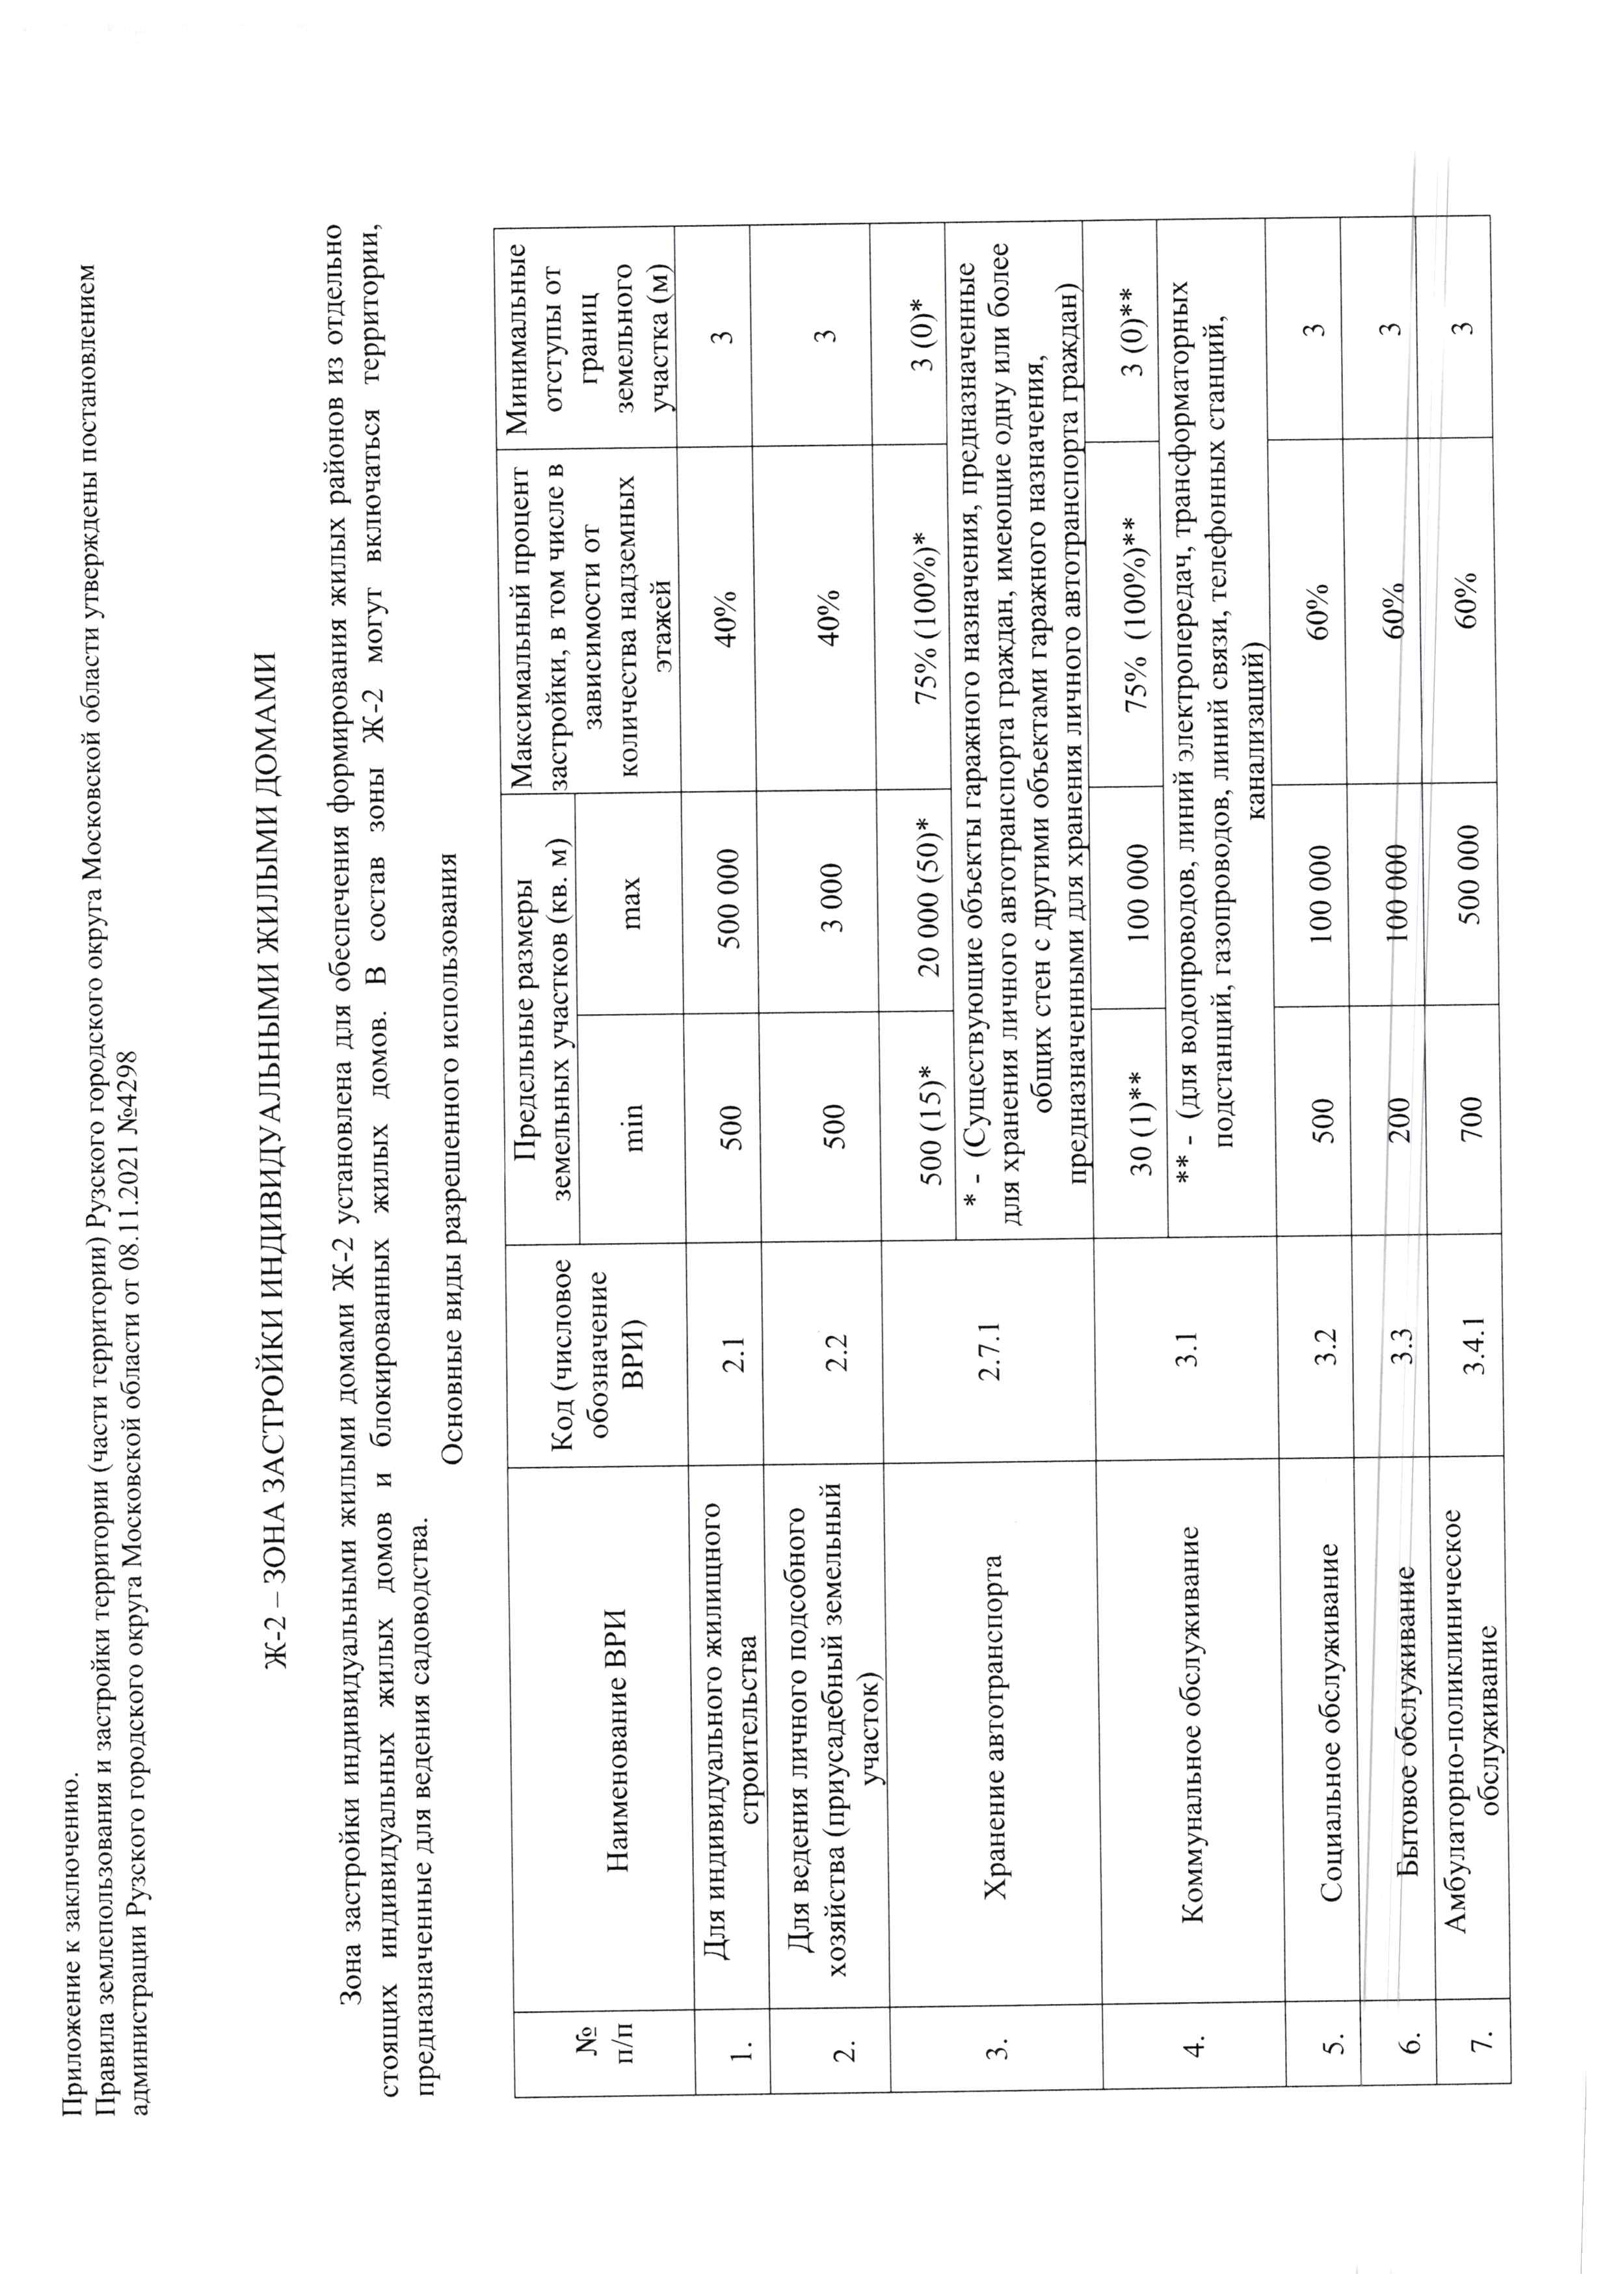 Приложение к заключению.
Правила землепользования и застройки территории (части территории) Рузского городского округа Московской области утверждены постановлением
администрации Рузского городского округа Московской области от 08.11.2021 №4298
Ж-2 – ЗОНА ЗАСТРОЙКИ ИНДИВИДУАЛЬНЫМИ ЖИЛЫМИ ДОМАМИ
Зона застройки индивидуальными жилыми домами Ж-2 установлена для обеспечения формирования жилых районов из отдельно
стоящих индивидуальных жилых домов и блокированных жилых домов. В состав зоны Ж-2 могут включаться территории,
предназначенные для ведения садоводства.
Основные виды разрешенного использования
№
п/п
Наименование ВРИ
Код (числовое
обозначение
ВРИ)
Предельные размеры
земельных участков (кв. м)
min
max
Максимальный процент
застройки, в том числе в
зависимости от
количества надземных
этажей
Минимальные
отступы от
границ
земельного
участка (м)
1.
Для индивидуального жилищного
строительства
2.1
500
500 000
40%
3
2.
Для ведения личного подсобного
хозяйства (приусадебный земельный
участок)
2.2
500
3 000
40%
3
3.
Хранение автотранспорта
2.7.1
500 (15)*
20 000 (50)*
75% (100%)*
3 (0)*
* - (Существующие объекты гаражного назначения, предназначенные
для хранения личного автотранспорта граждан, имеющие одну или более
общих стен с другими объектами гаражного назначения,
предназначенными для хранения личного автотранспорта граждан)
4.
Коммунальное обслуживание
3.1
30 (1)**
100 000
75% (100%)**
3 (0)**
** - (для водопроводов, линий электропередач, трансформаторных
подстанций, газопроводов, линий связи, телефонных станций,
канализаций)
5.
Социальное обслуживание
3.2
500
100 000
60%
3
6.
Бытовое обслуживание
3.3
200
100 000
60%
3
7.
Амбулаторно-поликлиническое
обслуживание
3.4.1
700
500 000
60%
3